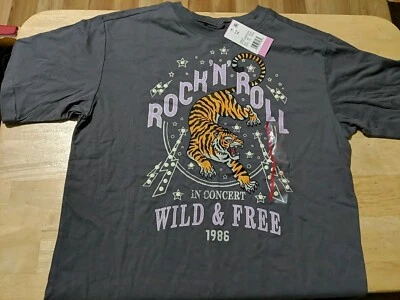 ROCK 'N' ROLL
IN CONCERT
WILD & FREE
1986